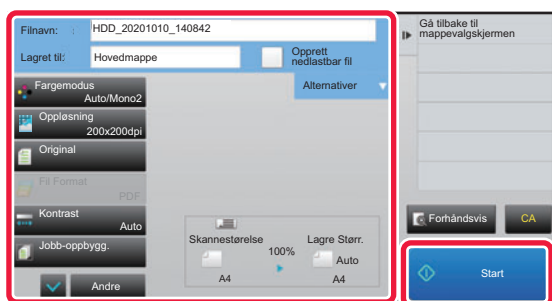 Filnavn: :
HDD_20201010_140842
Lagret til:
Hovedmappe
Opprett
nedlastbar fil
Alternativer
Fargemodus
Auto/Mono2
Oppløsning
200x200dpi
Original
Fil Format
PDF
Kontrast
Auto
Jobb-oppbygg.
Andre
Skannestørelse
A4
100%
Lagre Størr.
Auto
A4
Gå tilbake til
mappevalgskjermen
Forhåndsvis
CA
Start